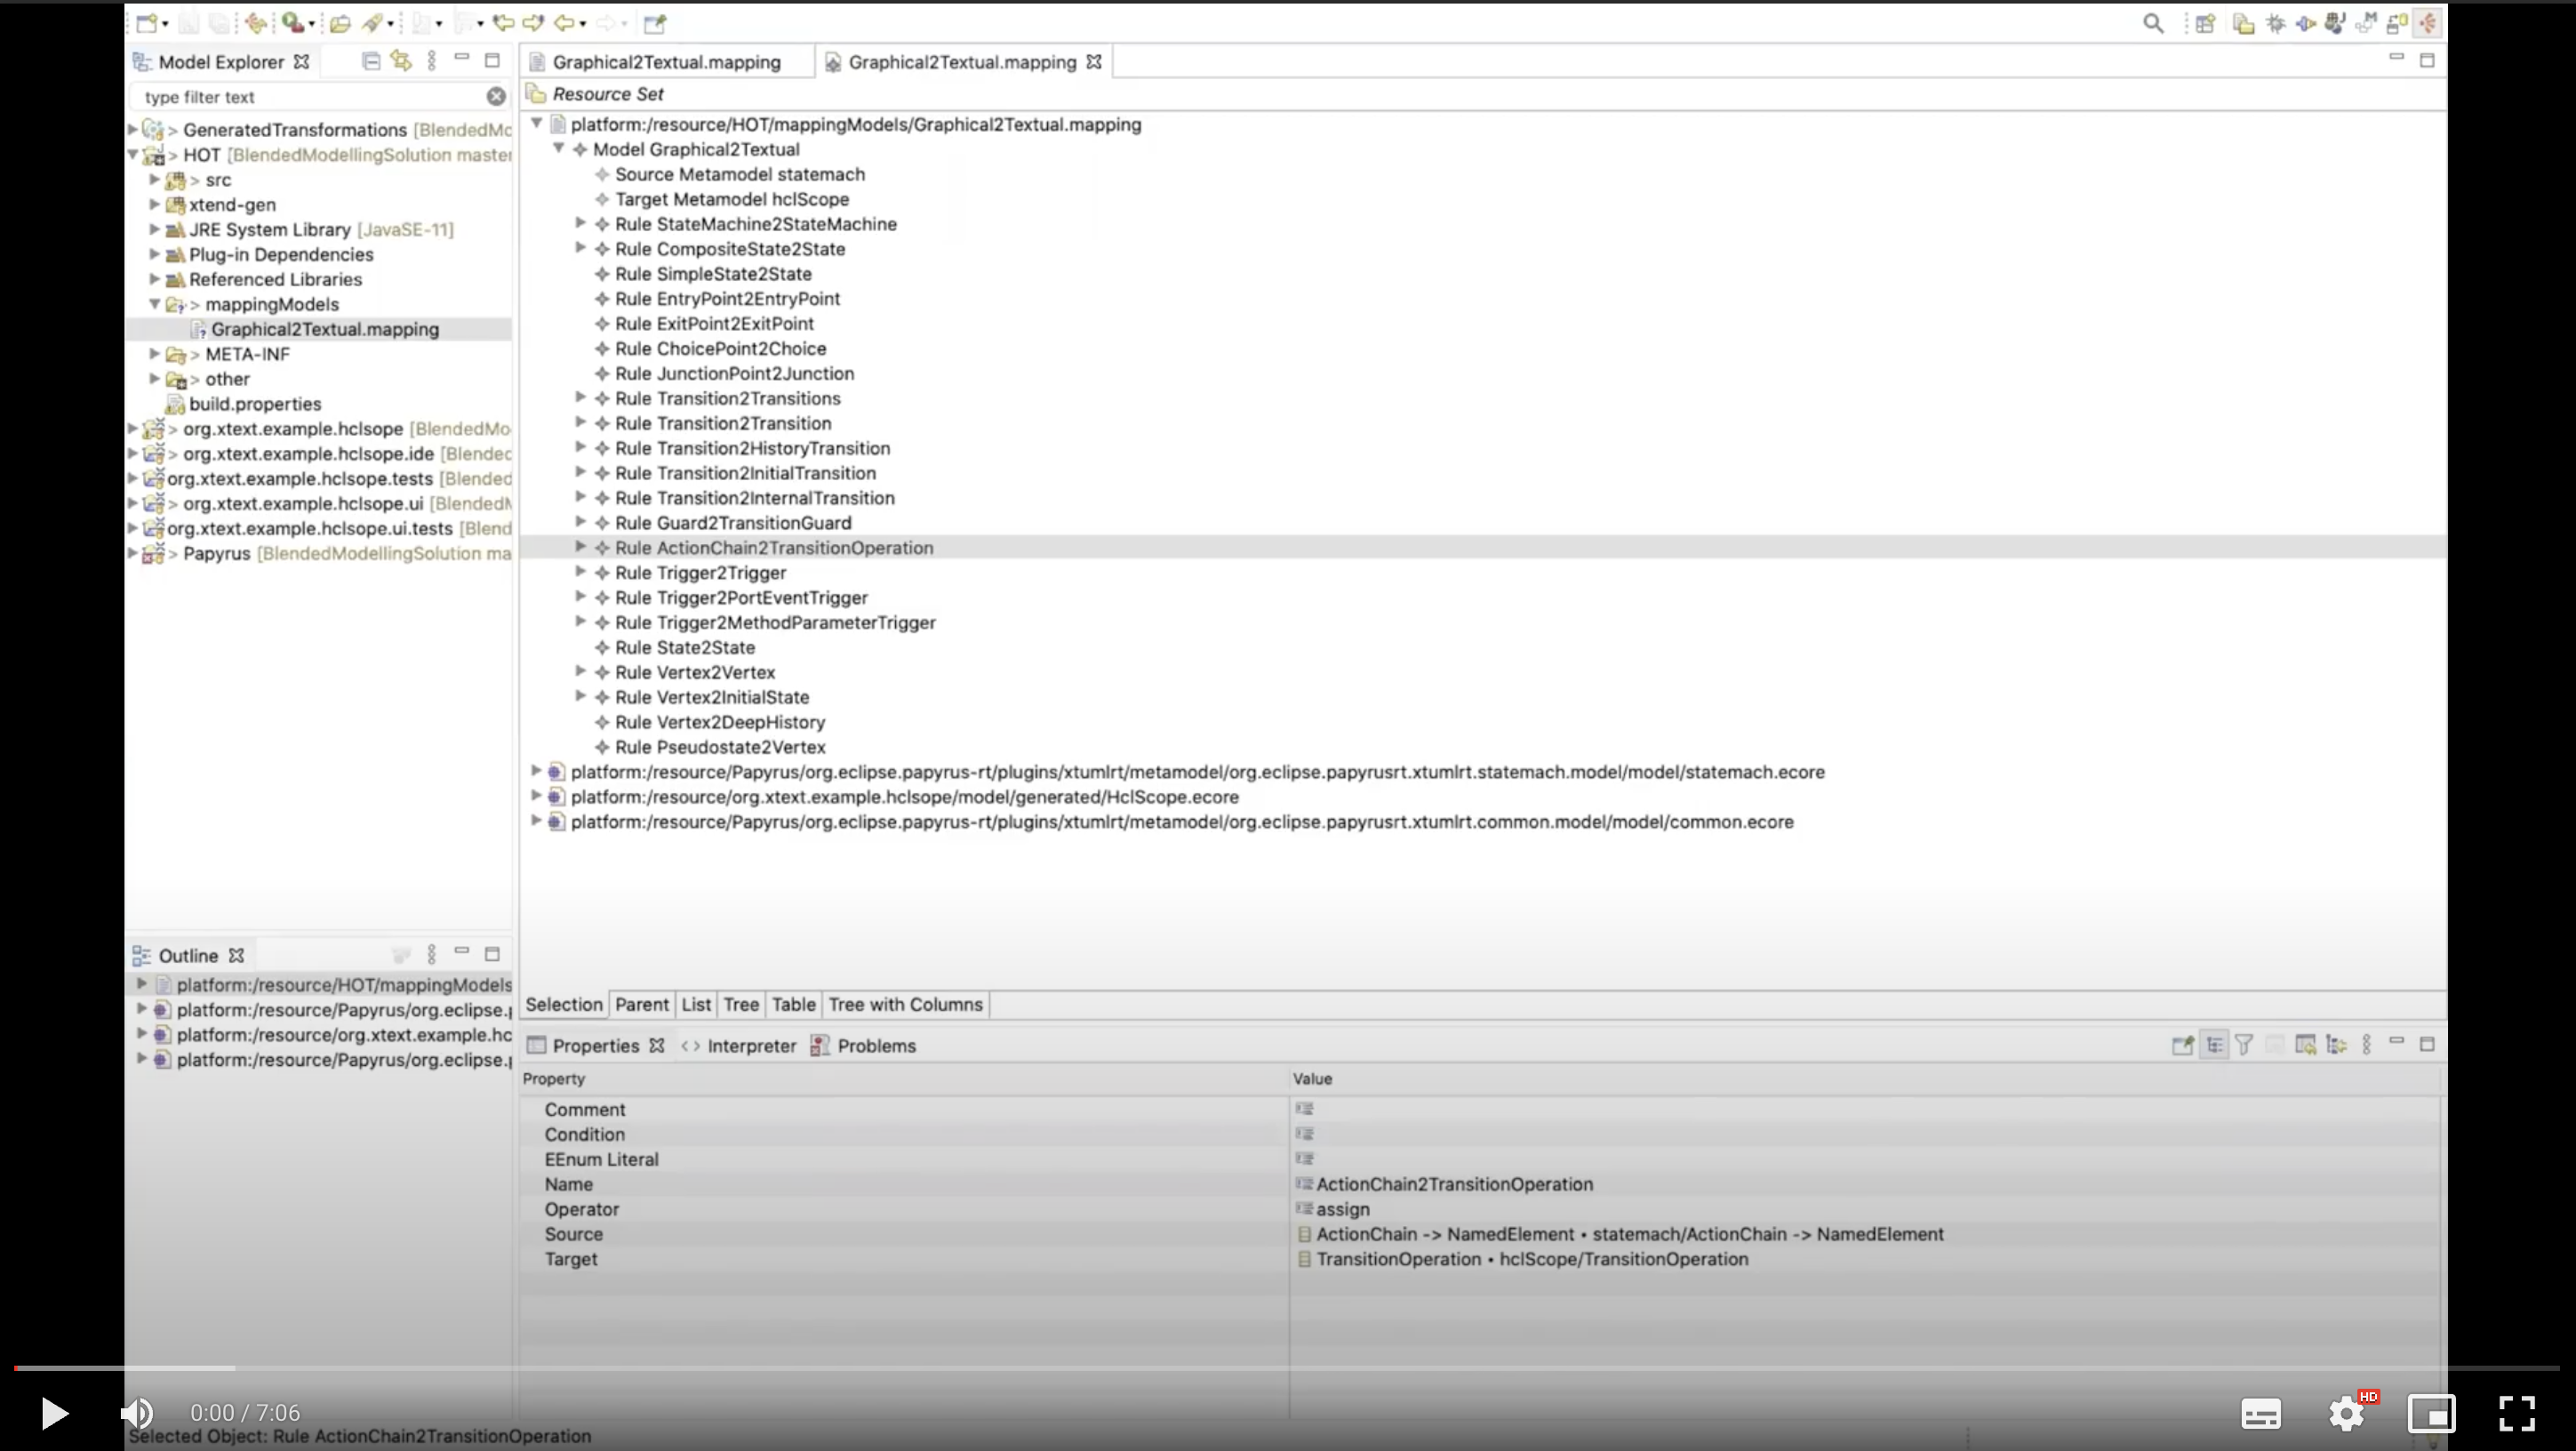 Model Explorer
type filter text
> GeneratedTransformations [BlendedMo
> HOT [BlendedModellingSolution master
> src
xtend-gen
JRE System Library [JavaSE-11]
Plug-in Dependencies
Referenced Libraries
> mappingModels
Graphical2Textual.mapping
> META-INF
> other
build.properties
> org.xtext.example.hclsope [BlendedMo
> org.xtext.example.hclsope.ide [Blended
org.xtext.example.hclsope.tests [Blended
> org.xtext.example.hclsope.ui [BlendedM
org.xtext.example.hclsope.ui.tests [Blend
> Papyrus [BlendedModellingSolution ma
Graphical2Textual.mapping
Graphical2Textual.mapping
Resource Set
platform:/resource/HOT/mappingModels/Graphical2Textual.mapping
Model Graphical2Textual
Source Metamodel statemach
Target Metamodel hclScope
Rule StateMachine2StateMachine
Rule CompositeState2State
Rule SimpleState2State
Rule EntryPoint2EntryPoint
Rule ExitPoint2ExitPoint
Rule ChoicePoint2Choice
Rule JunctionPoint2Junction
Rule Transition2Transitions
Rule Transition2Transition
Rule Transition2HistoryTransition
Rule Transition2InitialTransition
Rule Transition2InternalTransition
Rule Guard2TransitionGuard
Rule ActionChain2TransitionOperation
Rule Trigger2Trigger
Rule Trigger2PortEventTrigger
Rule Trigger2MethodParameterTrigger
Rule State2State
Rule Vertex2Vertex
Rule Vertex2InitialState
Rule Vertex2DeepHistory
Rule Pseudostate2Vertex
platform:/resource/Papyrus/org.eclipse.papyrus-rt/plugins/xtumlrt/metamodel/org.eclipse.papyrusrt.xtumlrt.statemach.model/model/statemach.ecore
platform:/resource/org.xtext.example.hclsope/model/generated/HclScope.ecore
platform:/resource/Papyrus/org.eclipse.papyrus-rt/plugins/xtumlrt/metamodel/org.eclipse.papyrusrt.xtumlrt.common.model/model/common.ecore
Selection Parent List Tree Table Tree with Columns
Outline
platform:/resource/HOT/mappingModels
platform:/resource/Papyrus/org.eclipse.p
platform:/resource/org.xtext.example.hc
platform:/resource/Papyrus/org.eclipse.p
Properties Interpreter Problems
Property Value
Comment
Condition
EEnum Literal
Name ActionChain2TransitionOperation
Operator assign
Source ActionChain -> NamedElement • statemach/ActionChain -> NamedElement
Target TransitionOperation • hclScope/TransitionOperation
0:00 / 7:06
HD
Selected Object: Rule ActionChain2TransitionOperation